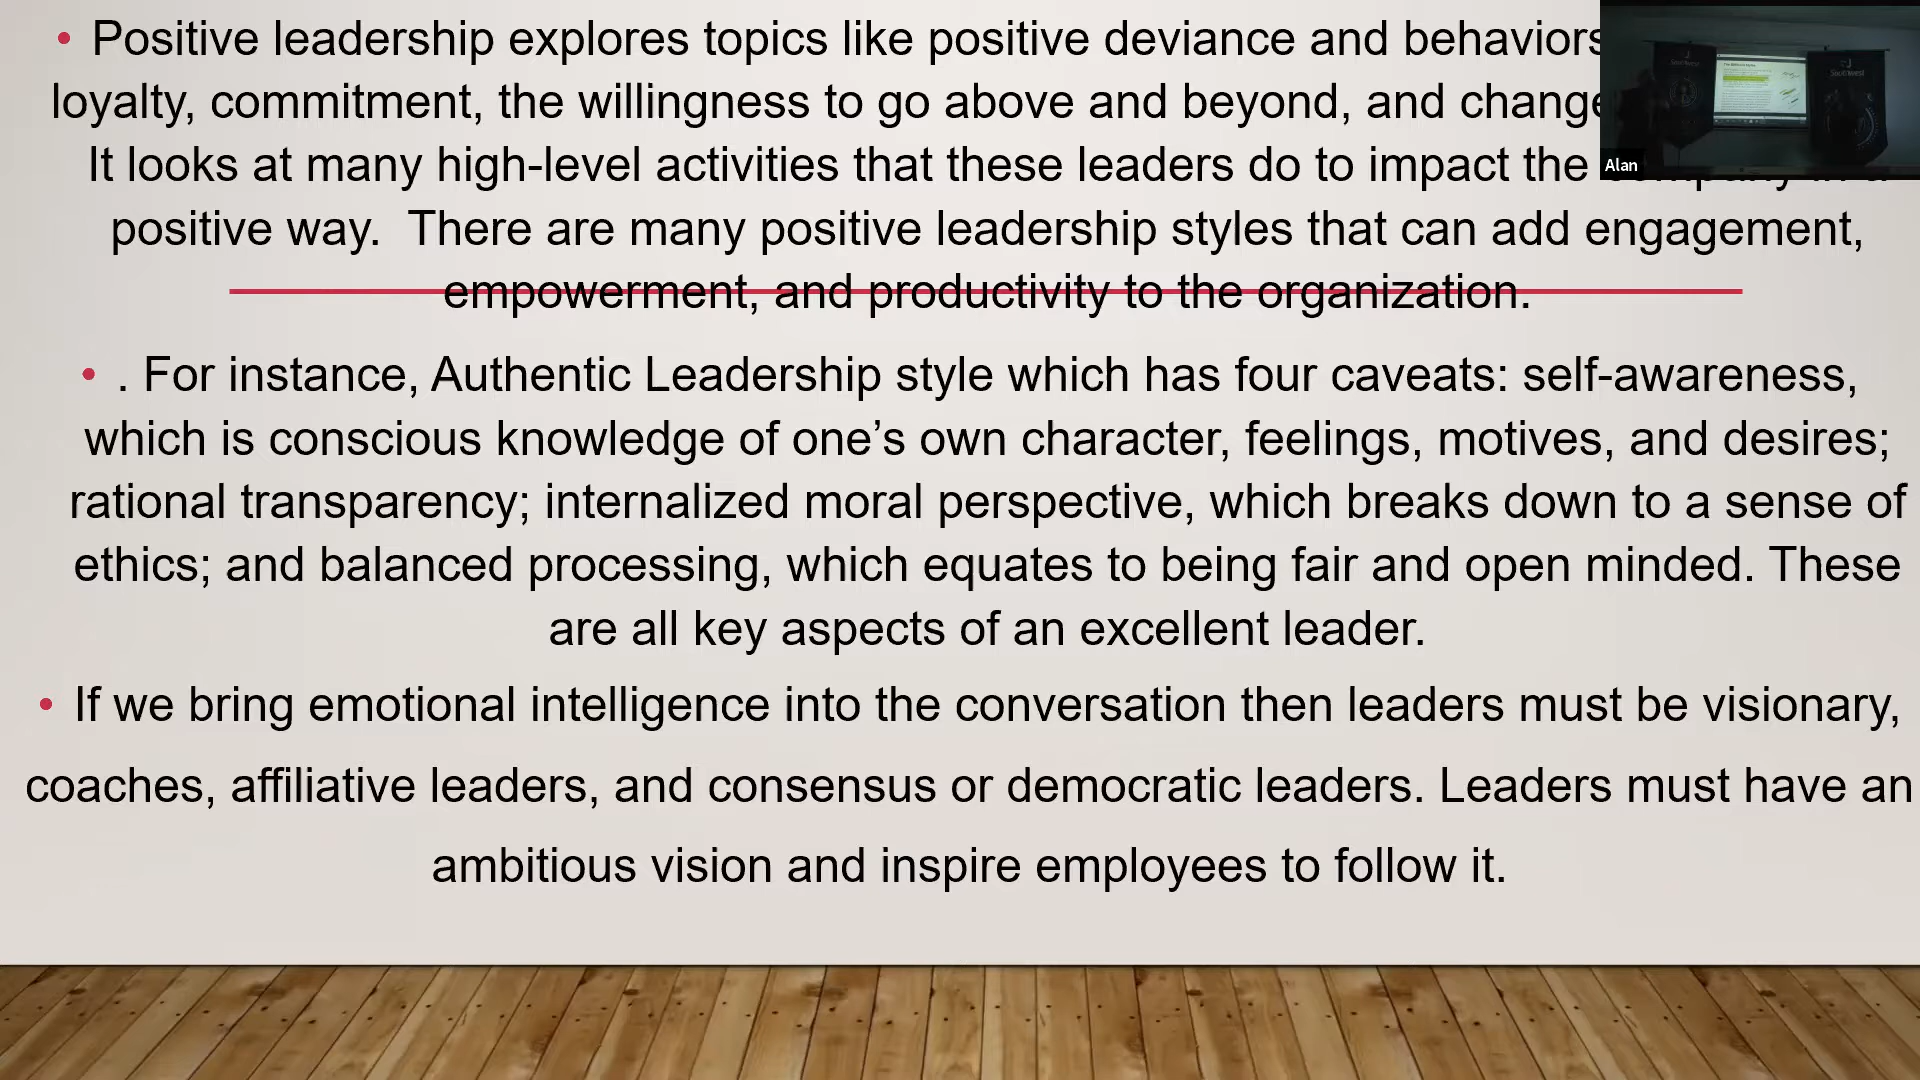 • Positive leadership explores topics like positive deviance and behaviors
loyalty, commitment, the willingness to go above and beyond, and change
It looks at many high-level activities that these leaders do to impact the
positive way.  There are many positive leadership styles that can add engagement,
empowerment, and productivity to the organization.
• . For instance, Authentic Leadership style which has four caveats: self-awareness,
which is conscious knowledge of one’s own character, feelings, motives, and desires;
rational transparency; internalized moral perspective, which breaks down to a sense of
ethics; and balanced processing, which equates to being fair and open minded. These
are all key aspects of an excellent leader.
• If we bring emotional intelligence into the conversation then leaders must be visionary,
coaches, affiliative leaders, and consensus or democratic leaders. Leaders must have an
ambitious vision and inspire employees to follow it.
Southwest
Southwest
Alan